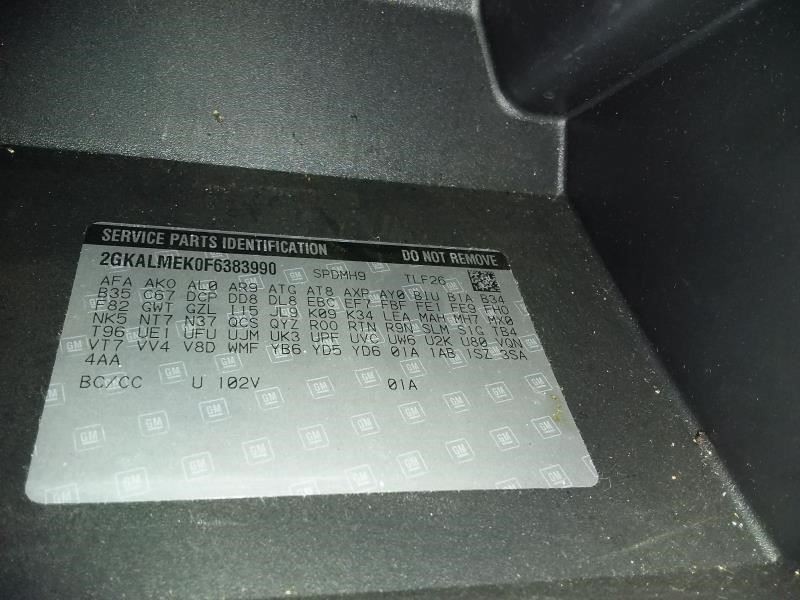 SERVICE PARTS IDENTIFICATION DO NOT REMOVE
2GKALMEK0F6383990 SPDMH9 TLF26
AFA AKO AL0 AR9 ATG AT8 AXP AY0 B1U B1A B34
B35 C67 DCP DD8 DL8 EBC EF7 FBF FE1 FE9 FHO
F82 GWT GZL I15 JL9 K09 K34 LEA MAH MH7 MX0
NK5 NT7 N37 QCS QYZ ROO RTN R9N SLM S1G TB4
T96 UE1 UFU UJM UK3 UPF UVC UW6 U2K U80 VQN
VT7 VV4 V8D WMF YB6 YD5 YD6 01A 1AB 1SZ 3SA
4AA
BC/CC U 102V 01A
GM